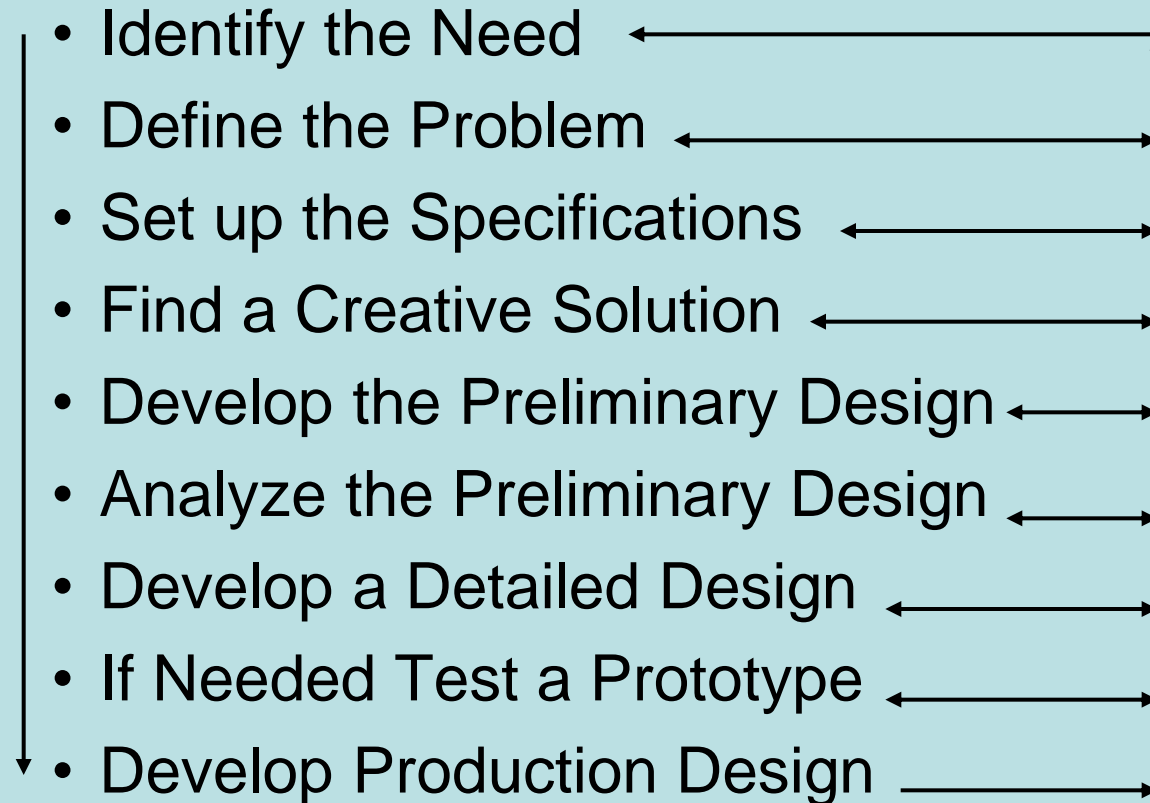 • Identify the Need
• Define the Problem
• Set up the Specifications
• Find a Creative Solution
• Develop the Preliminary Design
• Analyze the Preliminary Design
• Develop a Detailed Design
• If Needed Test a Prototype
• Develop Production Design